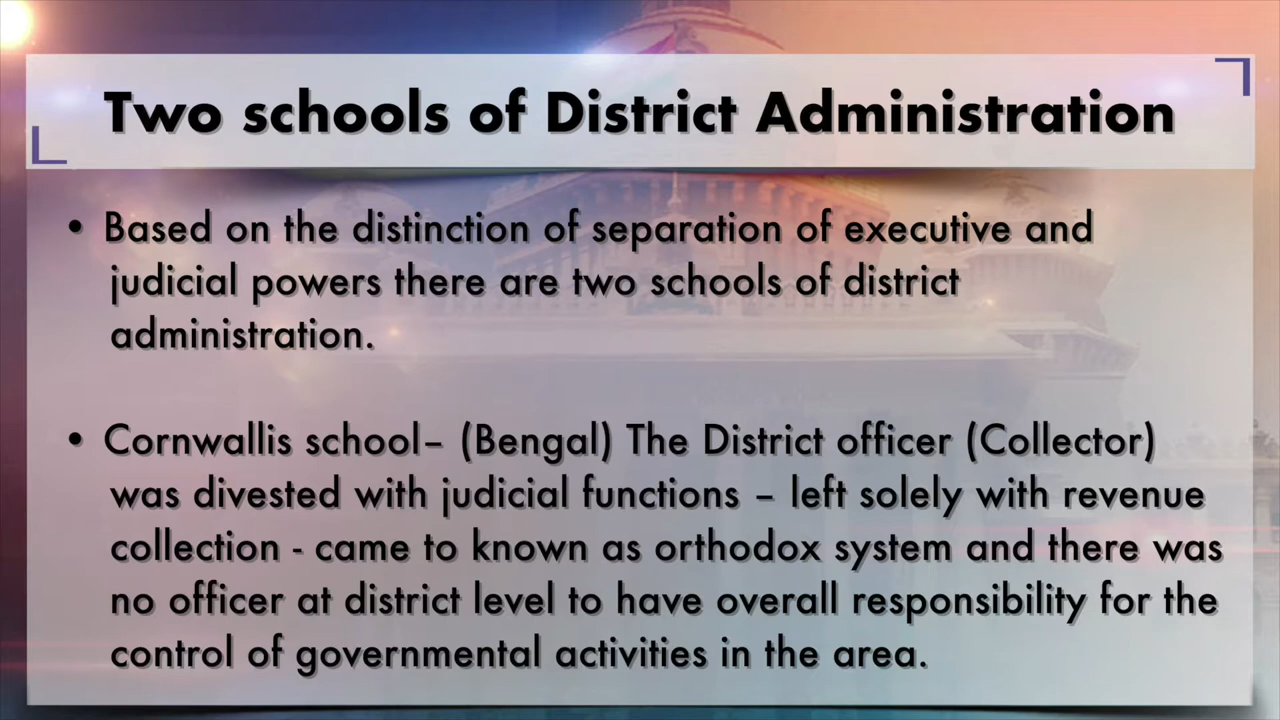 Two schools of District Administration
• Based on the distinction of separation of executive and
judicial powers there are two schools of district
administration.
• Cornwallis school– (Bengal) The District officer (Collector)
was divested with judicial functions – left solely with revenue
collection - came to known as orthodox system and there was
no officer at district level to have overall responsibility for the
control of governmental activities in the area.